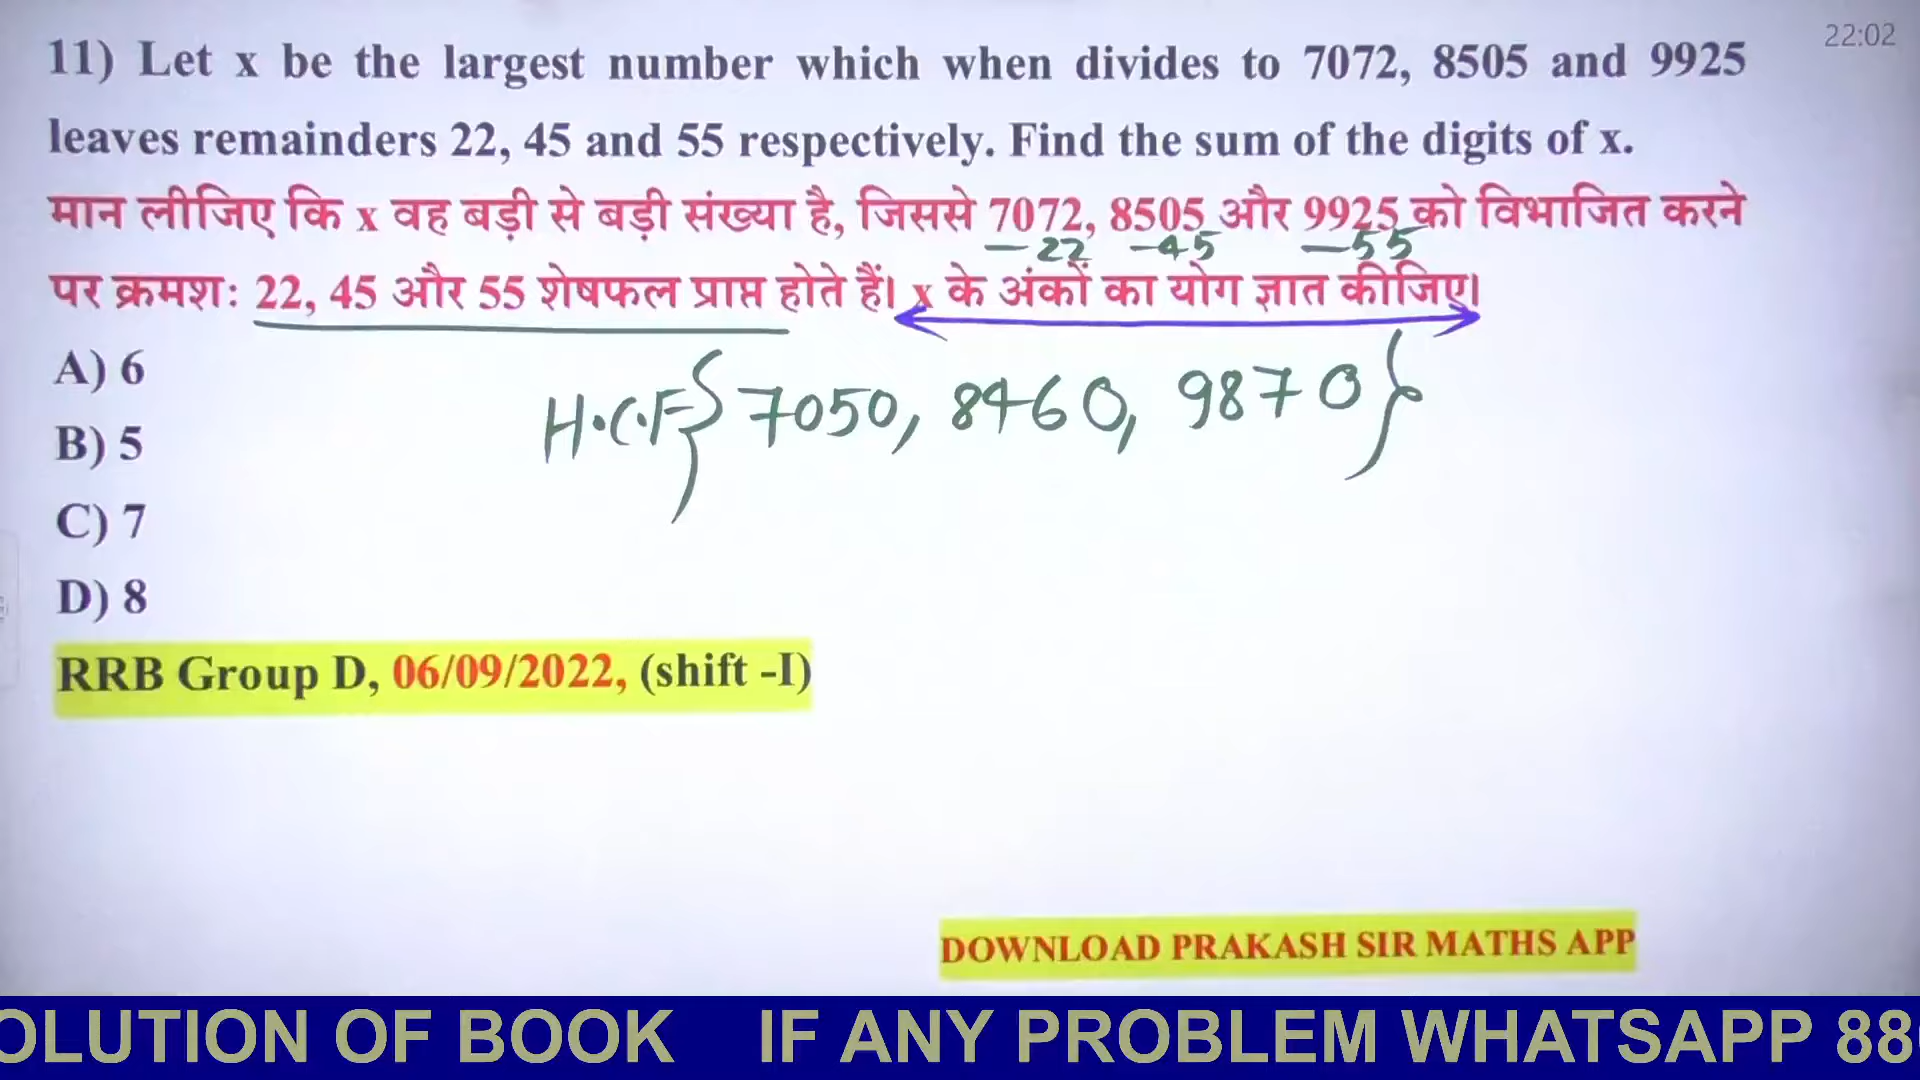 22:02
11) Let x be the largest number which when divides to 7072, 8505 and 9925
leaves remainders 22, 45 and 55 respectively. Find the sum of the digits of x.
मान लीजिए कि x वह बड़ी से बड़ी संख्या है, जिससे 7072, 8505 और 9925 को विभाजित करने
-22 -45 -55
पर क्रमश: 22, 45 और 55 शेषफल प्राप्त होते हैं। x के अंकों का योग ज्ञात कीजिए।
A) 6
H.C.F { 7050, 8460, 9870 }
B) 5
C) 7
D) 8
RRB Group D, 06/09/2022, (shift -I)
DOWNLOAD PRAKASH SIR MATHS APP
OLUTION OF BOOK IF ANY PROBLEM WHATSAPP 88